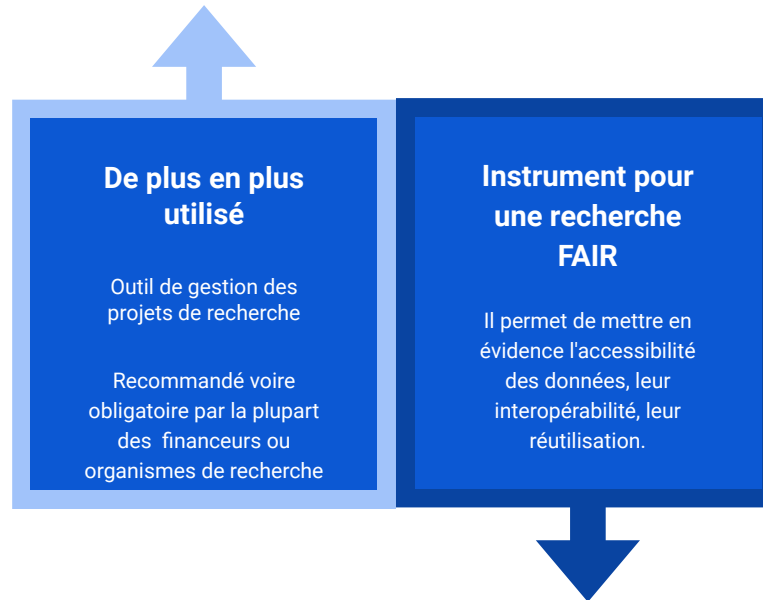 De plus en plus
utilisé
Outil de gestion des
projets de recherche
Recommandé voire
obligatoire par la plupart
des  financeurs ou
organismes de recherche
Instrument pour
une recherche
FAIR
Il permet de mettre en
évidence l'accessibilité
des données, leur
interopérabilité, leur
réutilisation.